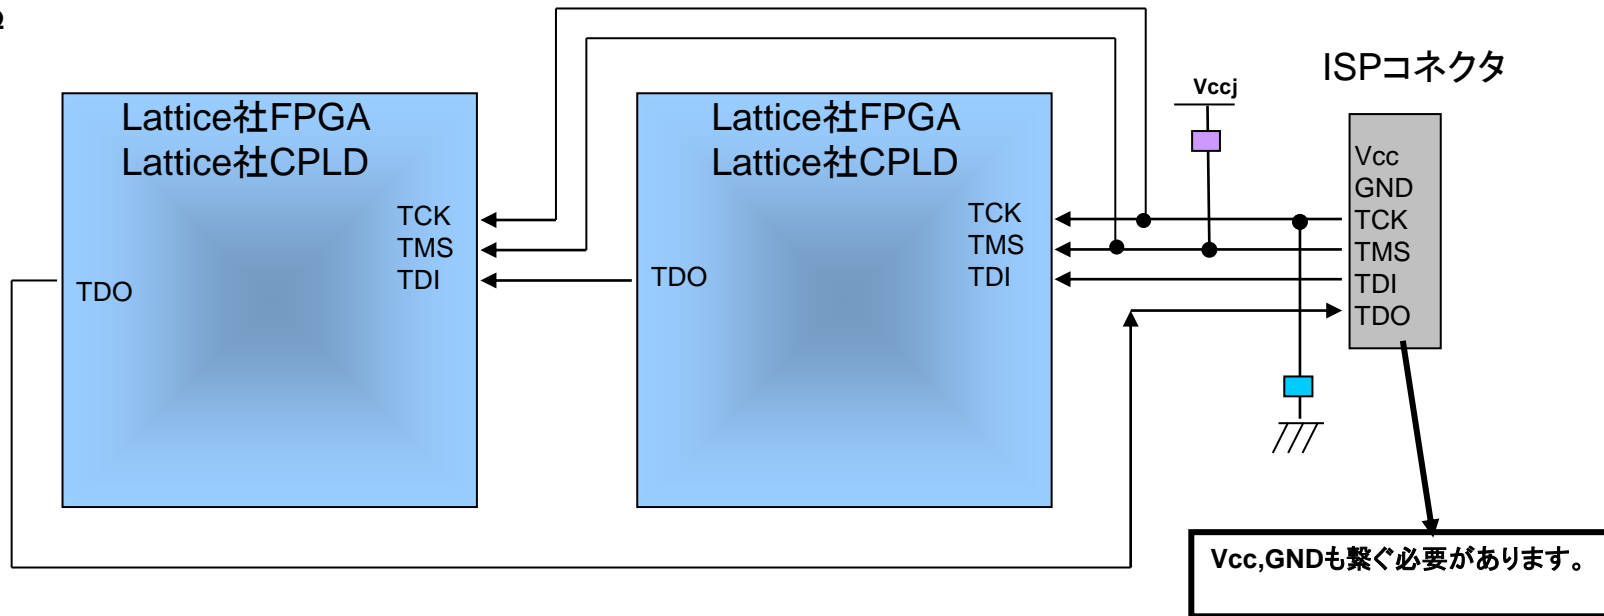 Ω
ISPコネクタ
Vccj
Lattice社FPGA
Lattice社CPLD
TCK
TMS
TDI
TDO
Lattice社FPGA
Lattice社CPLD
TCK
TMS
TDI
TDO
Vcc
GND
TCK
TMS
TDI
TDO
Vcc,GNDも繋ぐ必要があります。